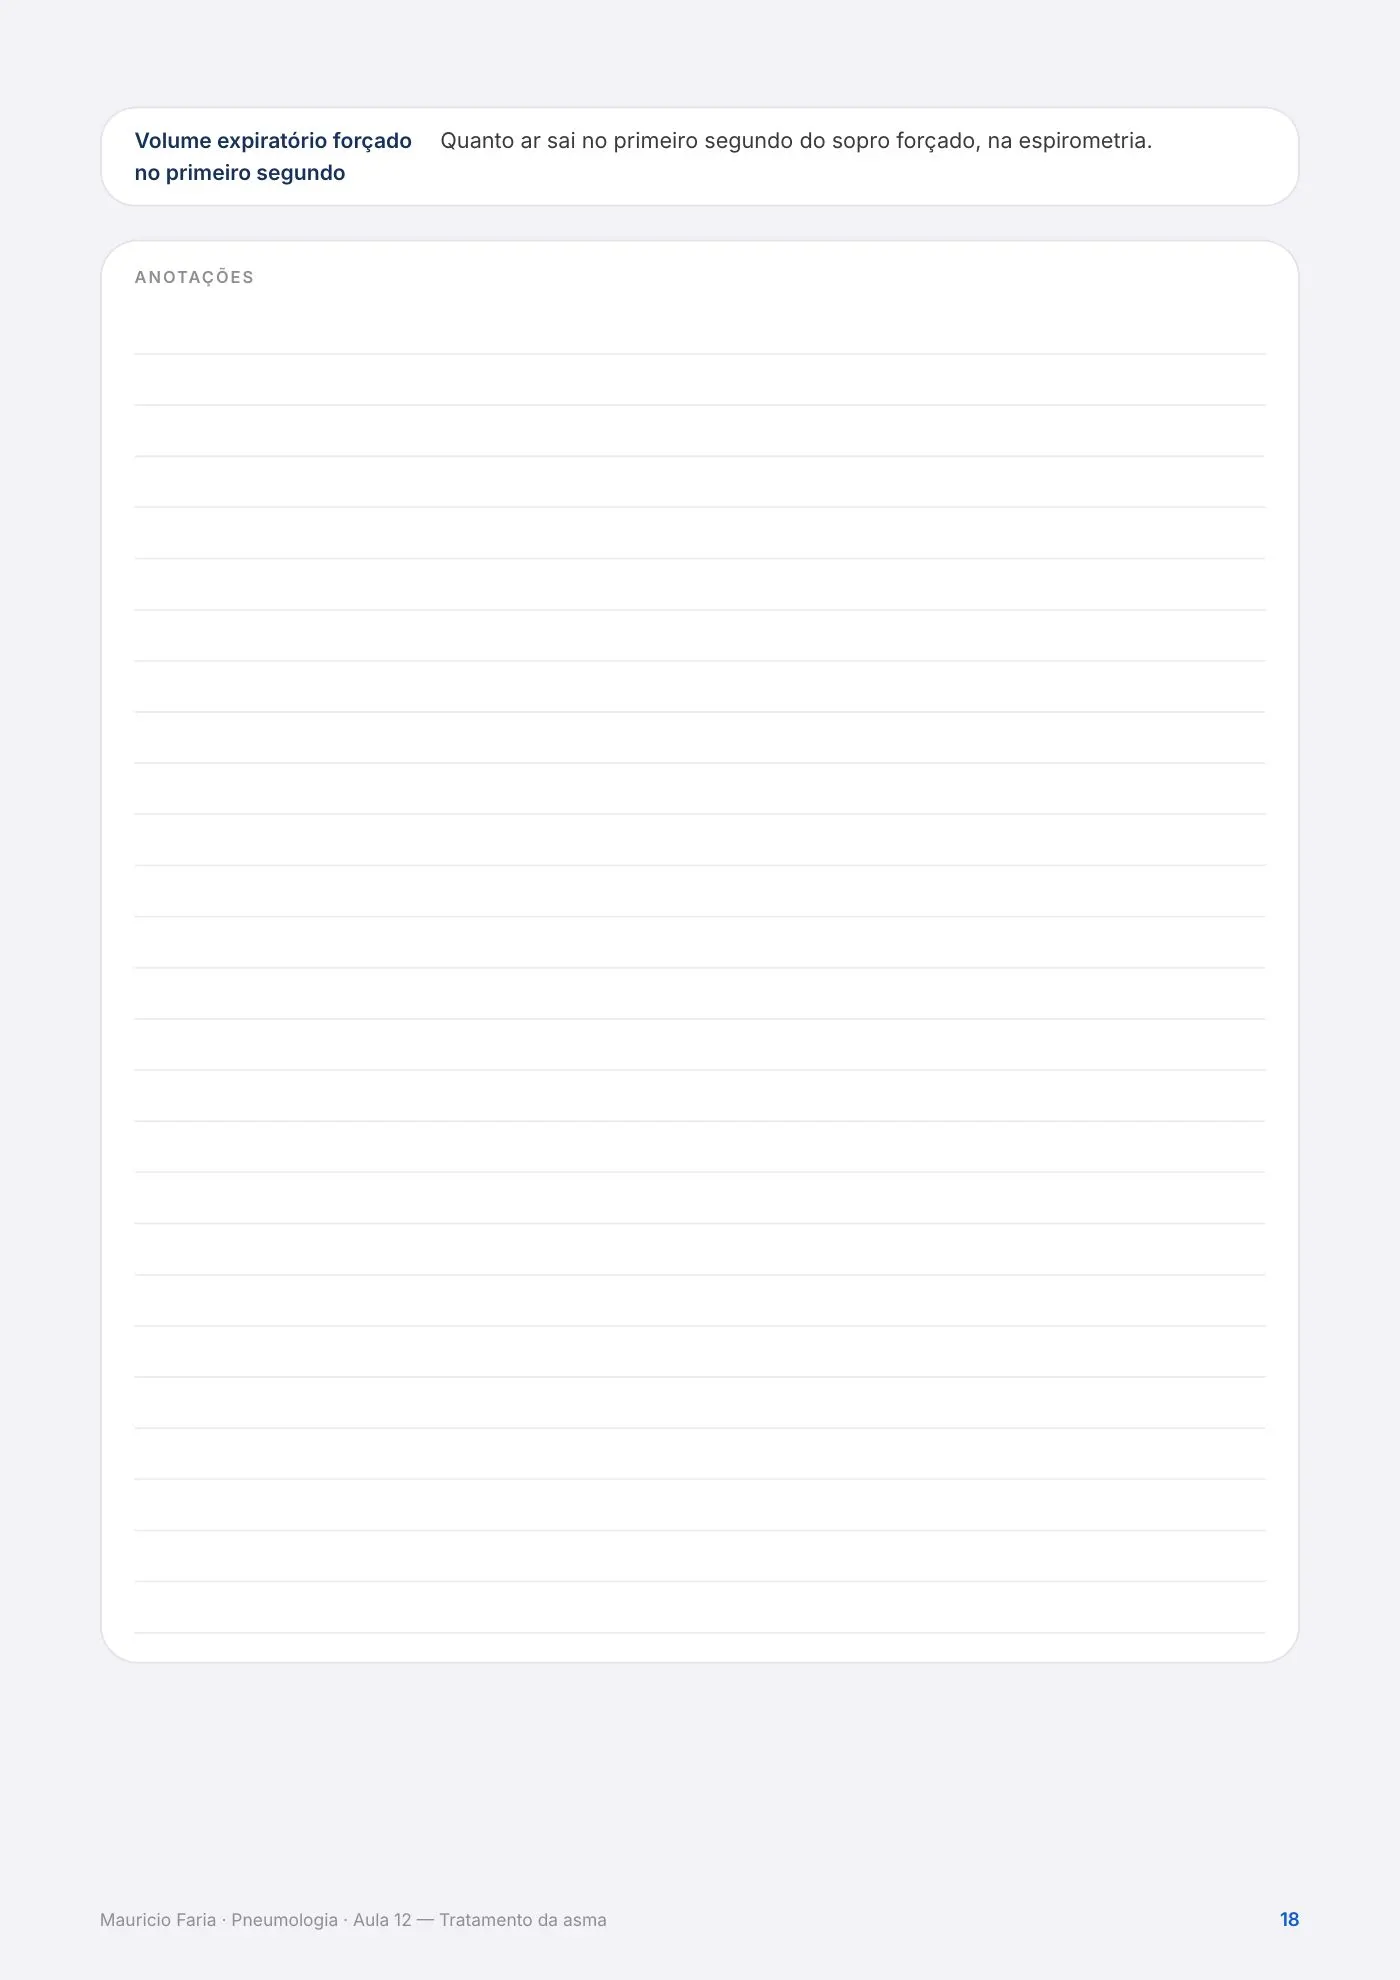 Volume expiratório forçado Quanto ar sai no primeiro segundo do sopro forçado, na espirometria.
no primeiro segundo
ANOTAÇÕES
Mauricio Faria · Pneumologia · Aula 12 — Tratamento da asma 18